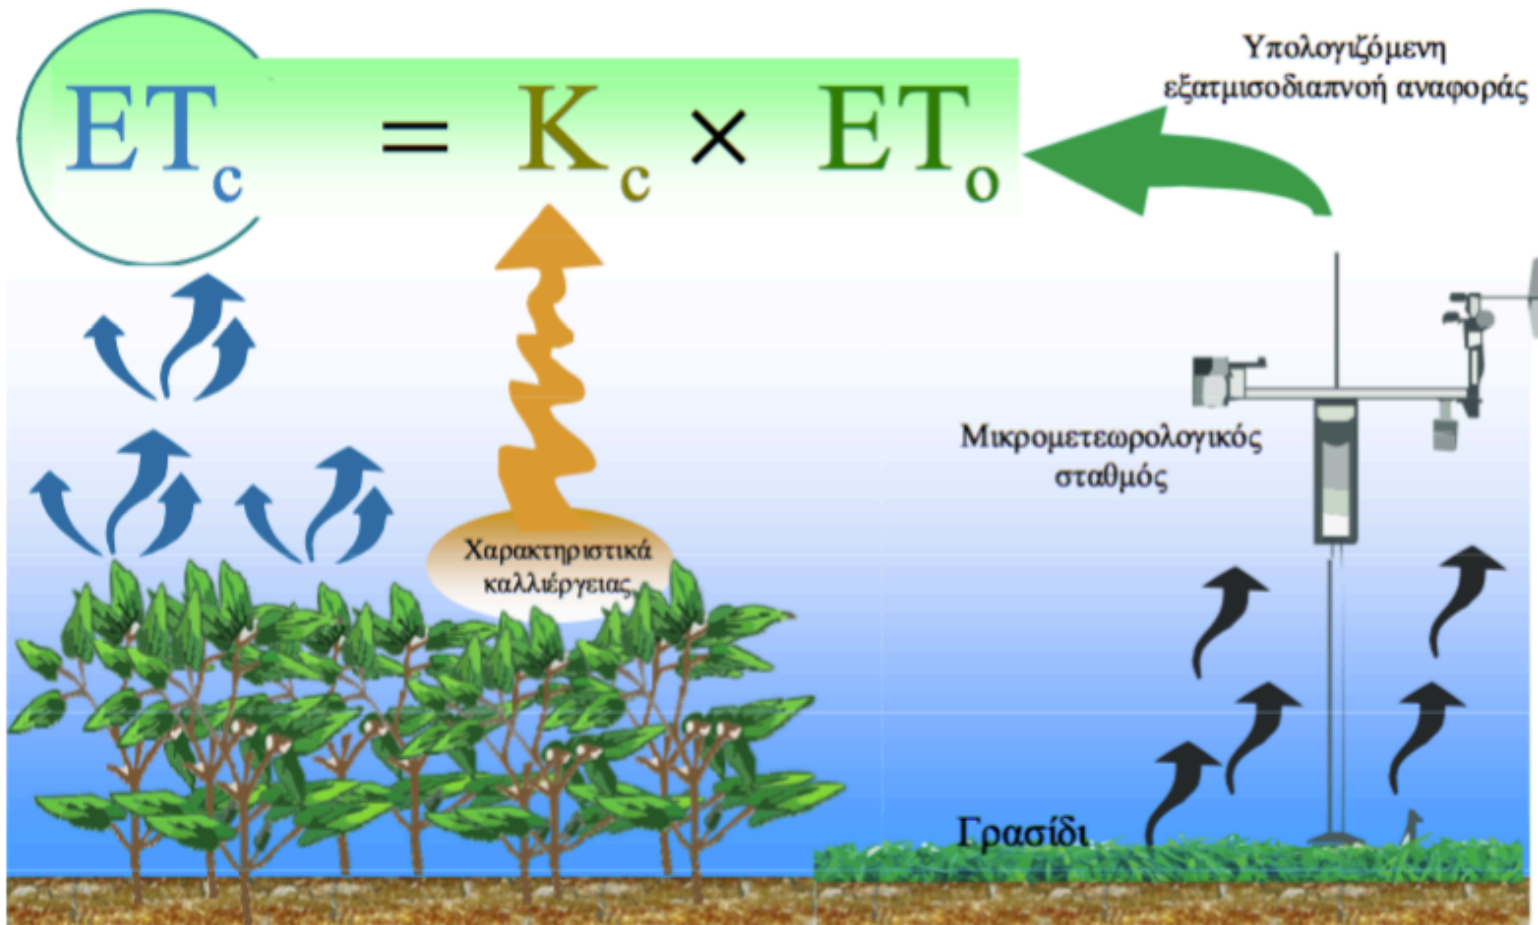 ETc = Kc × ETo
Υπολογιζόμενη
εξατμισοδιαπνοή αναφοράς
Μικρομετεωρολογικός
σταθμός
Χαρακτηριστικά
καλλιέργειας
Γρασίδι